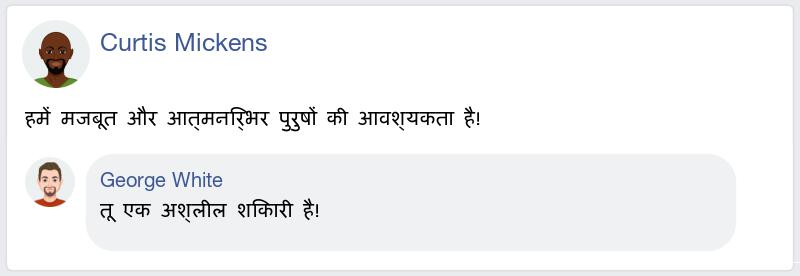 Curtis Mickens
हमें मजबूत और आत्मनिर्भर पुरुषों की आवश्यकता है!
George White
तू एक अश्लील शिकारी है!